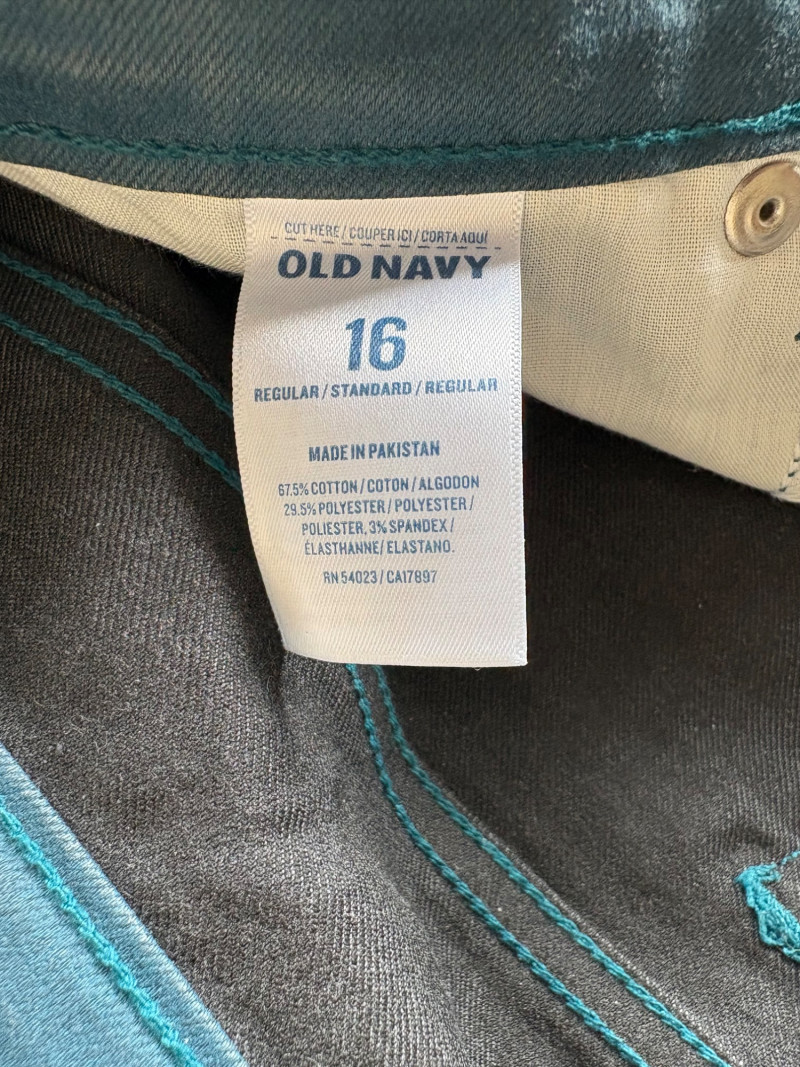 CUT HERE / COUPER ICI / CORTA AQUÍ
OLD NAVY
16
REGULAR / STANDARD / REGULAR
MADE IN PAKISTAN
67.5% COTTON / COTON / ALGODON
29.5% POLYESTER / POLYESTER /
POLIESTER, 3% SPANDEX /
ÉLASTHANNE/ ELASTANO.
RN 54023 / CA17897